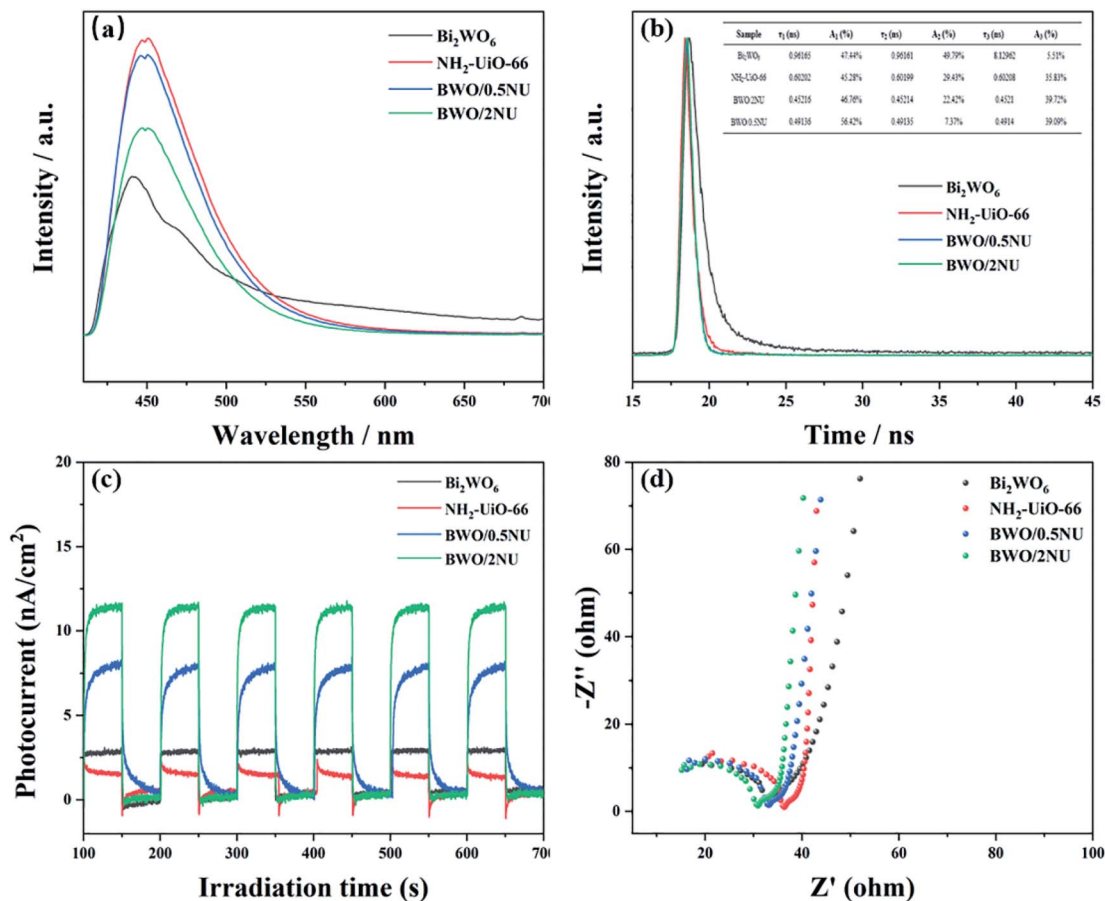 (a)
Bi₂WO₆
NH₂-UiO-66
BWO/0.5NU
BWO/2NU
Intensity / a.u.
450 500 550 600 650 700
Wavelength / nm
(b)
Sample τ₁ (ns) A₁ (%) τ₂ (ns) A₂ (%) τ₃ (ns) A₃ (%)
Bi₂WO₆ 0.96165 47.44% 0.96161 49.79% 8.12962 5.51%
NH₂-UiO-66 0.60202 45.28% 0.60199 29.43% 0.60208 35.83%
BWO/2NU 0.45216 46.76% 0.45214 22.42% 0.4521 39.72%
BWO/0.5NU 0.49136 56.42% 0.49135 7.37% 0.4914 39.09%
Bi₂WO₆
NH₂-UiO-66
BWO/0.5NU
BWO/2NU
Intensity / a.u.
15 20 25 30 35 40 45
Time / ns
(c)
Bi₂WO₆
NH₂-UiO-66
BWO/0.5NU
BWO/2NU
Photocurrent (nA/cm²)
20
15
10
5
0
100 200 300 400 500 600 700
Irradiation time (s)
(d)
Bi₂WO₆
NH₂-UiO-66
BWO/0.5NU
BWO/2NU
-Z'' (ohm)
80
60
40
20
0
20 40 60 80 100
Z' (ohm)